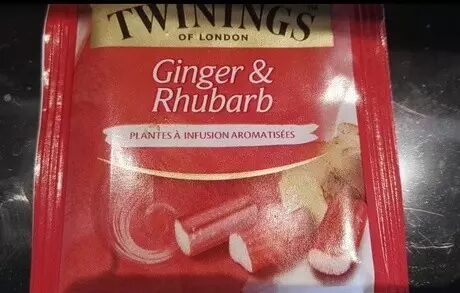 TWININGS
OF LONDON
Ginger &
Rhubarb
PLANTES À INFUSION AROMATISÉES